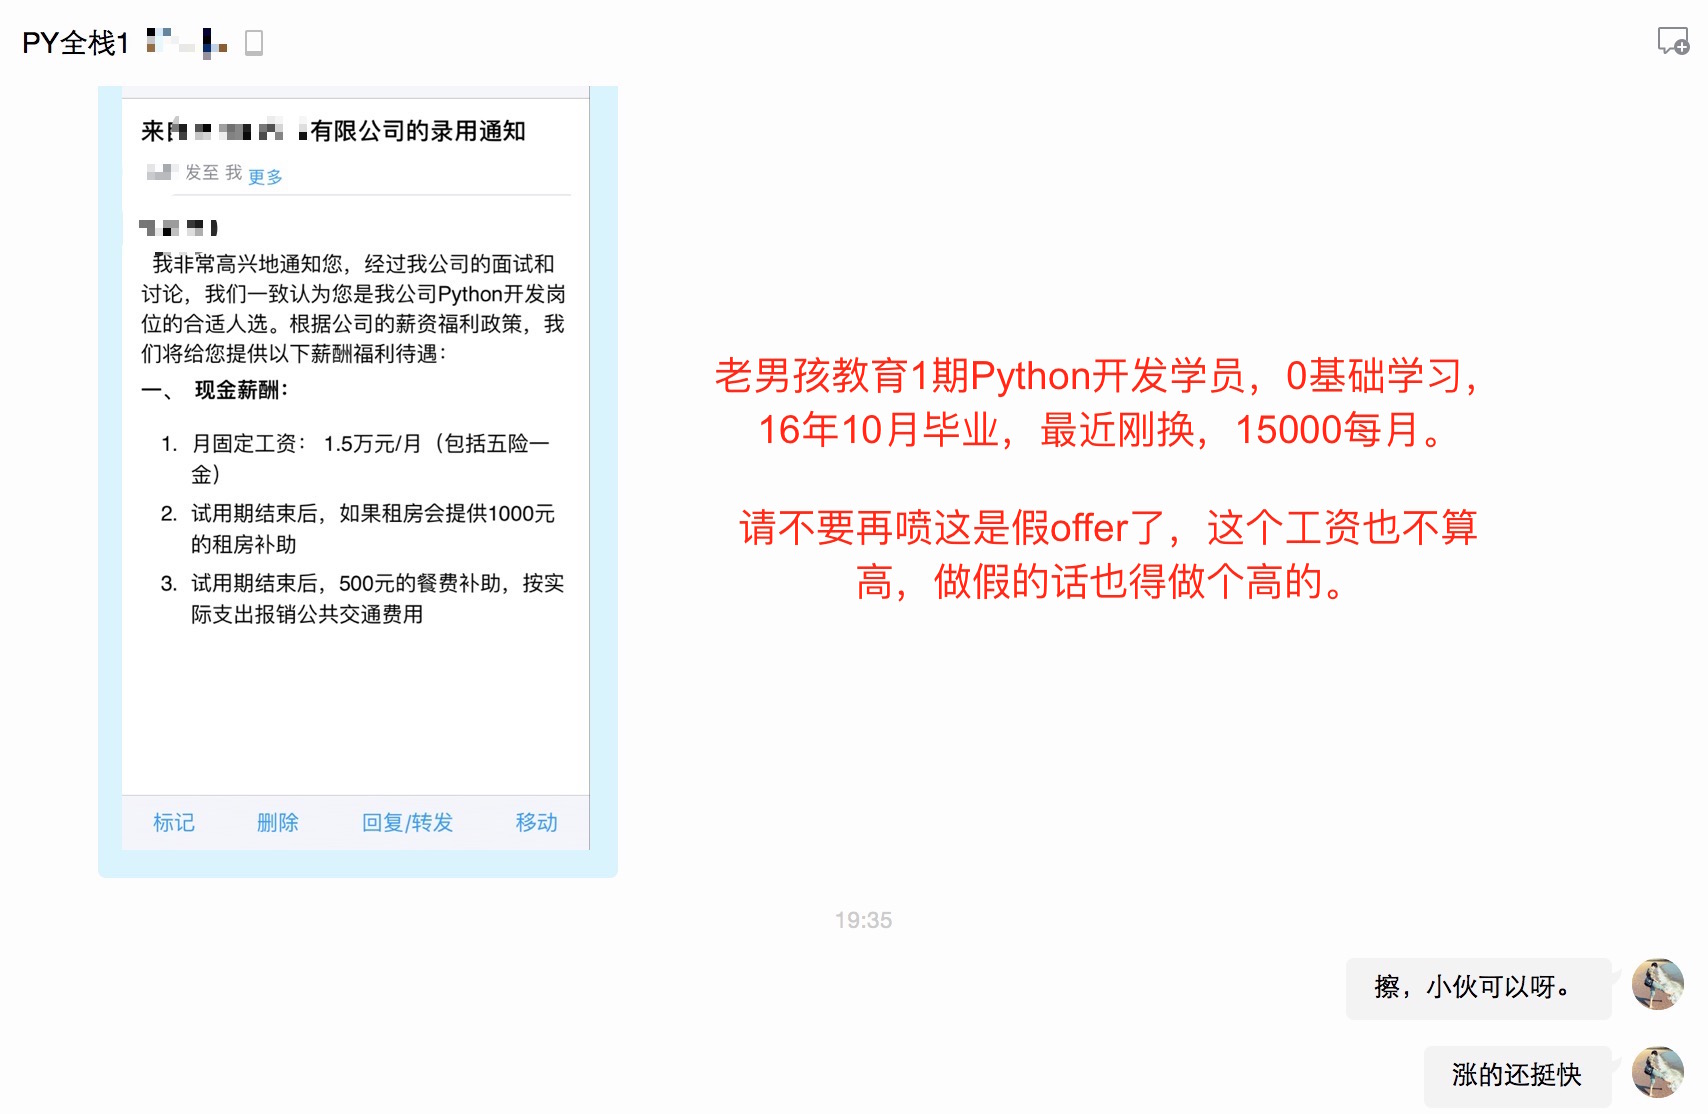 PY全栈1
来自
有限公司的录用通知
发至 我 更多
我非常高兴地通知您，经过我公司的面试和
讨论，我们一致认为您是我公司Python开发岗
位的合适人选。根据公司的薪资福利政策，我
们将给您提供以下薪酬福利待遇：
一、 现金薪酬：
1. 月固定工资： 1.5万元/月（包括五险一
金）
2. 试用期结束后，如果租房会提供1000元
的租房补助
3. 试用期结束后，500元的餐费补助，按实
际支出报销公共交通费用
标记 删除 回复/转发 移动
老男孩教育1期Python开发学员，0基础学习，
16年10月毕业，最近刚换，15000每月。
请不要再喷这是假offer了，这个工资也不算
高，做假的话也得做个高的。
19:35
擦，小伙可以呀。
涨的还挺快